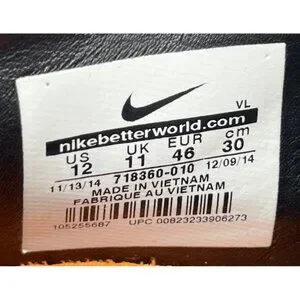 VL
nikebetterworld.com
US UK EUR cm
12 11 46 30
11/13/14 718360-010 12/09/14
MADE IN VIETNAM
FABRIQUE AU VIETNAM
105255687 UPC 00823233906273